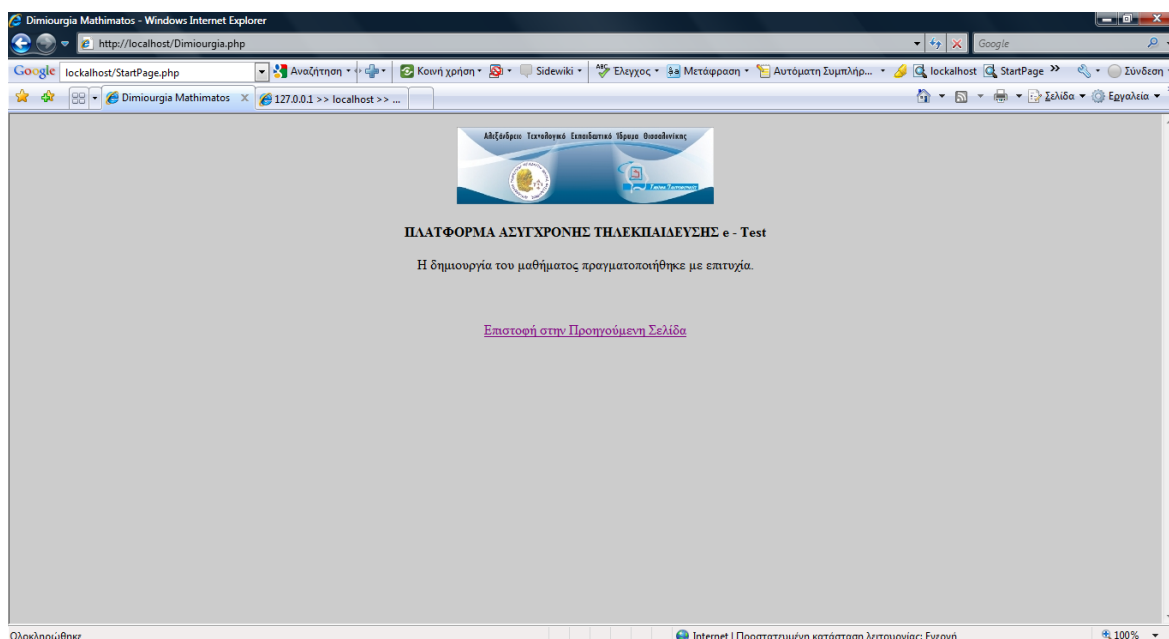 Dimiourgia Mathimatos - Windows Internet Explorer
http://localhost/Dimiourgia.php
Google
Google lockalhost/StartPage.php Αναζήτηση Κοινή χρήση Sidewiki ABC Έλεγχος Μετάφραση Αυτόματη Συμπλήρ... lockalhost StartPage >> Σύνδεση
Dimiourgia Mathimatos X 127.0.0.1 >> localhost >> ... Σελίδα Εργαλεία
Αλεξάνδρειο Τεχνολογικό Εκπαιδευτικό Ίδρυμα Θεσσαλονίκης
ΠΛΑΤΦΟΡΜΑ ΑΣΥΓΧΡΟΝΗΣ ΤΗΛΕΚΠΑΙΔΕΥΣΗΣ e - Test
Η δημιουργία του μαθήματος πραγματοποιήθηκε με επιτυχία.
Επιστοφή στην Προηγούμενη Σελίδα
Ολοκληρώθηκε Internet | Προστατευμένη κατάσταση λειτουργίας: Ενεργή 100%